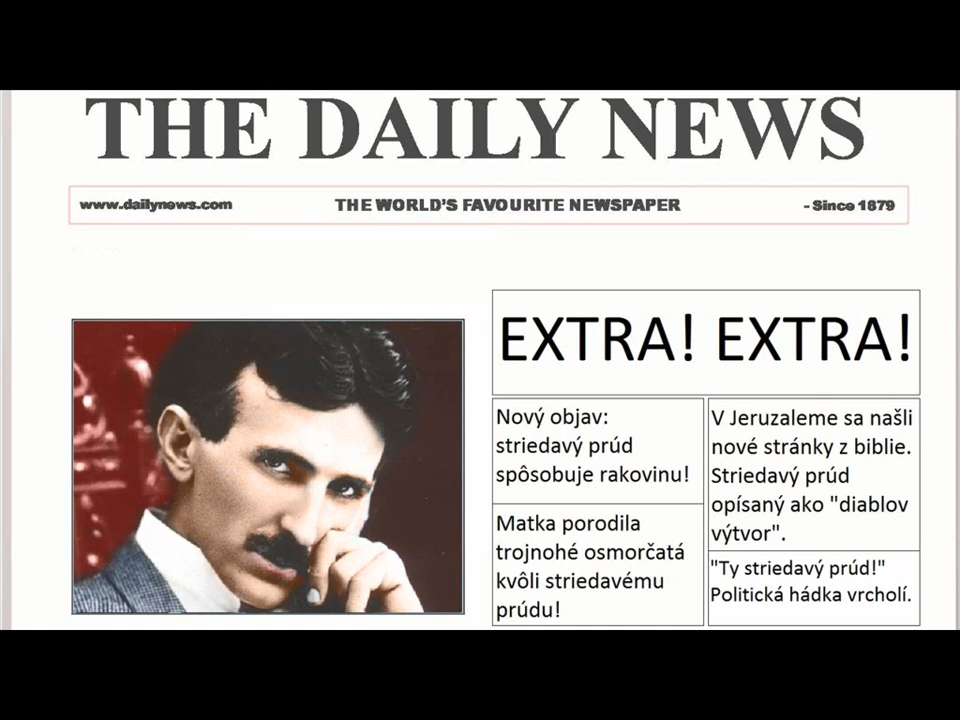 THE DAILY NEWS
www.dailynews.com THE WORLD'S FAVOURITE NEWSPAPER - Since 1879
EXTRA! EXTRA!
Nový objav:
striedavý prúd
spôsobuje rakovinu!
Matka porodila
trojnohé osmorčatá
kvôli striedavému
prúdu!
V Jeruzaleme sa našli
nové stránky z biblie.
Striedavý prúd
opísaný ako "diablov
výtvor".
"Ty striedavý prúd!"
Politická hádka vrcholí.